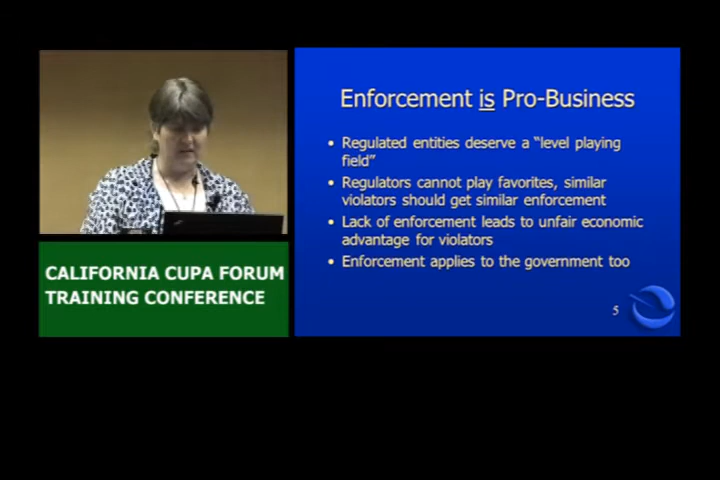 Enforcement is Pro-Business
• Regulated entities deserve a “level playing
field”
• Regulators cannot play favorites, similar
violators should get similar enforcement
• Lack of enforcement leads to unfair economic
advantage for violators
• Enforcement applies to the government too
5
CALIFORNIA CUPA FORUM
TRAINING CONFERENCE